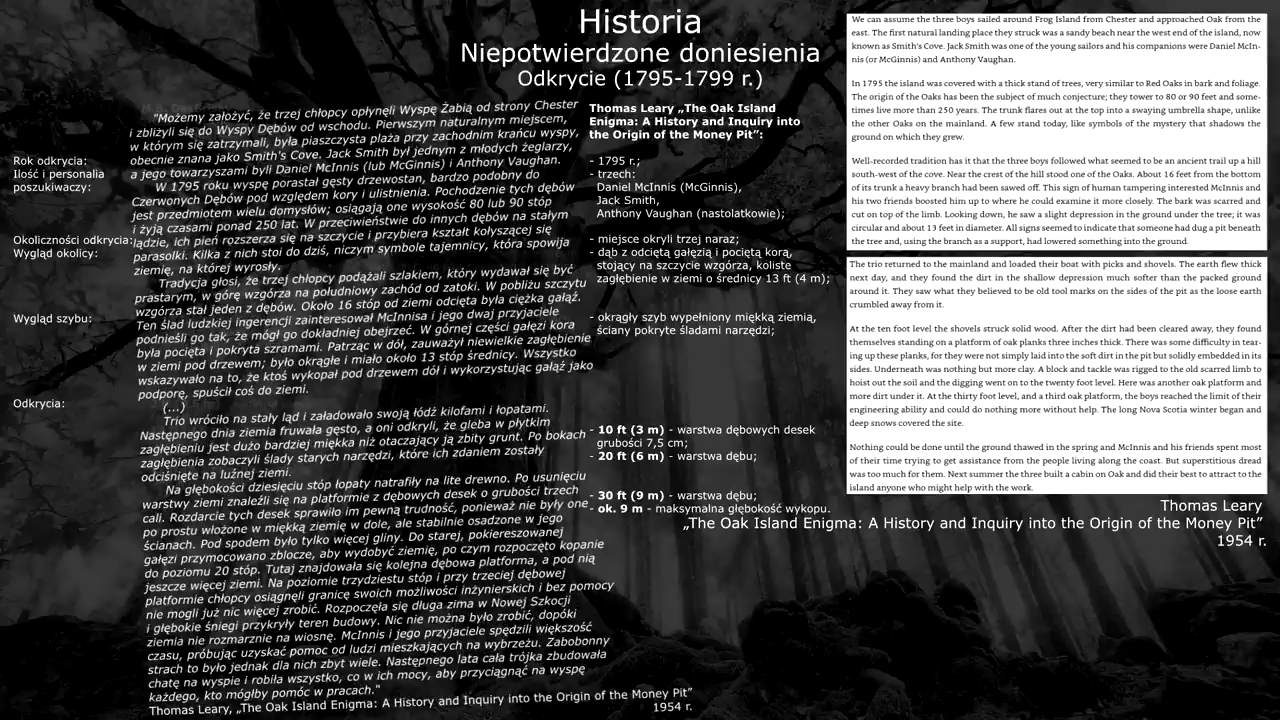 Historia
Niepotwierdzone doniesienia
Odkrycie (1795-1799 r.)
Rok odkrycia:
Ilość i personalia
poszukiwaczy:
Okoliczności odkrycia:
Wygląd okolicy:
Wygląd szybu:
Odkrycia:
"Możemy założyć, że trzej chłopcy opłynęli Wyspę Żabią od strony Chester
i zbliżyli się do Wyspy Dębów od wschodu. Pierwszym naturalnym miejscem,
w którym się zatrzymali, była piaszczysta plaża przy zachodnim krańcu wyspy,
obecnie znana jako Smith's Cove. Jack Smith był jednym z młodych żeglarzy,
a jego towarzyszami byli Daniel McInnis (lub McGinnis) i Anthony Vaughan.
W 1795 roku wyspę porastał gęsty drzewostan, bardzo podobny do
Czerwonych Dębów pod względem kory i ulistnienia. Pochodzenie tych dębów
jest przedmiotem wielu domysłów; osiągają one wysokość 80 lub 90 stóp
i żyją czasami ponad 250 lat. W przeciwieństwie do innych dębów na stałym
lądzie, ich pień rozszerza się na szczycie i przybiera kształt kołyszącej się
parasolki. Kilka z nich stoi do dziś, niczym symbole tajemnicy, która spowija
ziemię, na której wyrosły.
Tradycja głosi, że trzej chłopcy podążali szlakiem, który wydawał się być
prastarym, w górę wzgórza na południowy zachód od zatoki. W pobliżu szczytu
wzgórza stał jeden z dębów. Około 16 stóp od ziemi odcięta była ciężka gałąź.
Ten ślad ludzkiej ingerencji zainteresował McInnisa i jego dwaj przyjaciele
podnieśli go tak, że mógł go dokładniej obejrzeć. W górnej części gałęzi kora
była pocięta i pokryta szramami. Patrząc w dół, zauważył niewielkie zagłębienie
w ziemi pod drzewem; było okrągłe i miało około 13 stóp średnicy. Wszystko
wskazywało na to, że ktoś wykopał pod drzewem dół i wykorzystując gałąź jako
podporę, spuścił coś do ziemi.
(...)
Trio wróciło na stały ląd i załadowało swoją łódź kilofami i łopatami.
Następnego dnia ziemia fruwała gęsto, a oni odkryli, że gleba w płytkim
zagłębieniu jest dużo bardziej miękka niż otaczający ją zbity grunt. Po bokach
zagłębienia zobaczyli ślady starych narzędzi, które ich zdaniem zostały
odciśnięte na luźnej ziemi.
Na głębokości dziesięciu stóp łopaty natrafiły na lite drewno. Po usunięciu
warstwy ziemi znaleźli się na platformie z dębowych desek o grubości trzech
cali. Rozdarcie tych desek sprawiło im pewną trudność, ponieważ nie były one
po prostu włożone w miękką ziemię w dole, ale stabilnie osadzone w jego
ścianach. Pod spodem było tylko więcej gliny. Do starej, pokiereszowanej
gałęzi przymocowano zblocze, aby wydobyć ziemię, po czym rozpoczęto kopanie
do poziomu 20 stóp. Tutaj znajdowała się kolejna dębowa platforma, a pod nią
jeszcze więcej ziemi. Na poziomie trzydziestu stóp i przy trzeciej dębowej
platformie chłopcy osiągnęli granicę swoich możliwości inżynierskich i bez pomocy
nie mogli już nic więcej zrobić. Rozpoczęła się długa zima w Nowej Szkocji
i głębokie śniegi przykryły teren budowy. Nic nie można było zrobić, dopóki
ziemia nie rozmarznie na wiosnę. McInnis i jego przyjaciele spędzili większość
czasu, próbując uzyskać pomoc od ludzi mieszkających na wybrzeżu. Zabobonny
strach to było jednak dla nich zbyt wiele. Następnego lata cała trójka zbudowała
chatę na wyspie i robiła wszystko, co w ich mocy, aby przyciągnąć na wyspę
każdego, kto mógłby pomóc w pracach."
Thomas Leary, „The Oak Island Enigma: A History and Inquiry into the Origin of the Money Pit”
1954 r.
Thomas Leary „The Oak Island
Enigma: A History and Inquiry into
the Origin of the Money Pit”:
- 1795 r.;
- trzech:
Daniel McInnis (McGinnis),
Jack Smith,
Anthony Vaughan (nastolatkowie);
- miejsce okryli trzej naraz;
- dąb z odciętą gałęzią i pociętą korą,
stojący na szczycie wzgórza, koliste
zagłębienie w ziemi o średnicy 13 ft (4 m);
- okrągły szyb wypełniony miękką ziemią,
ściany pokryte śladami narzędzi;
- 10 ft (3 m) - warstwa dębowych desek
grubości 7,5 cm;
- 20 ft (6 m) - warstwa dębu;
- 30 ft (9 m) - warstwa dębu;
- ok. 9 m - maksymalna głębokość wykopu.
We can assume the three boys sailed around Frog Island from Chester and approached Oak from the
east. The first natural landing place they struck was a sandy beach near the west end of the island, now
known as Smith's Cove. Jack Smith was one of the young sailors and his companions were Daniel McIn-
nis (or McGinnis) and Anthony Vaughan.
In 1795 the island was covered with a thick stand of trees, very similar to Red Oaks in bark and foliage.
The origin of the Oaks has been the subject of much conjecture; they tower to 80 or 90 feet and some-
times live more than 250 years. The trunk flares out at the top into a swaying umbrella shape, unlike
the other Oaks on the mainland. A few stand today, like symbols of the mystery that shadows the
ground on which they grew.
Well-recorded tradition has it that the three boys followed what seemed to be an ancient trail up a hill
south-west of the cove. Near the crest of the hill stood one of the Oaks. About 16 feet from the bottom
of its trunk a heavy branch had been sawed off. This sign of human tampering interested McInnis and
his two friends boosted him up to where he could examine it more closely. The bark was scarred and
cut on top of the limb. Looking down, he saw a slight depression in the ground under the tree; it was
circular and about 13 feet in diameter. All signs seemed to indicate that someone had dug a pit beneath
the tree and, using the branch as a support, had lowered something into the ground.
The trio returned to the mainland and loaded their boat with picks and shovels. The earth flew thick
next day, and they found the dirt in the shallow depression much softer than the packed ground
around it. They saw what they believed to be old tool marks on the sides of the pit as the loose earth
crumbled away from it.
At the ten foot level the shovels struck solid wood. After the dirt had been cleared away, they found
themselves standing on a platform of oak planks three inches thick. There was some difficulty in tear-
ing up these planks, for they were not simply laid into the soft dirt in the pit but solidly embedded in its
sides. Underneath was nothing but more clay. A block and tackle was rigged to the old scarred limb to
hoist out the soil and the digging went on to the twenty foot level. Here was another oak platform and
more dirt under it. At the thirty foot level, and a third oak platform, the boys reached the limit of their
engineering ability and could do nothing more without help. The long Nova Scotia winter began and
deep snows covered the site.
Nothing could be done until the ground thawed in the spring and McInnis and his friends spent most
of their time trying to get assistance from the people living along the coast. But superstitious dread
was too much for them. Next summer the three built a cabin on Oak and did their best to attract to the
island anyone who might help with the work.
Thomas Leary
„The Oak Island Enigma: A History and Inquiry into the Origin of the Money Pit”
1954 r.